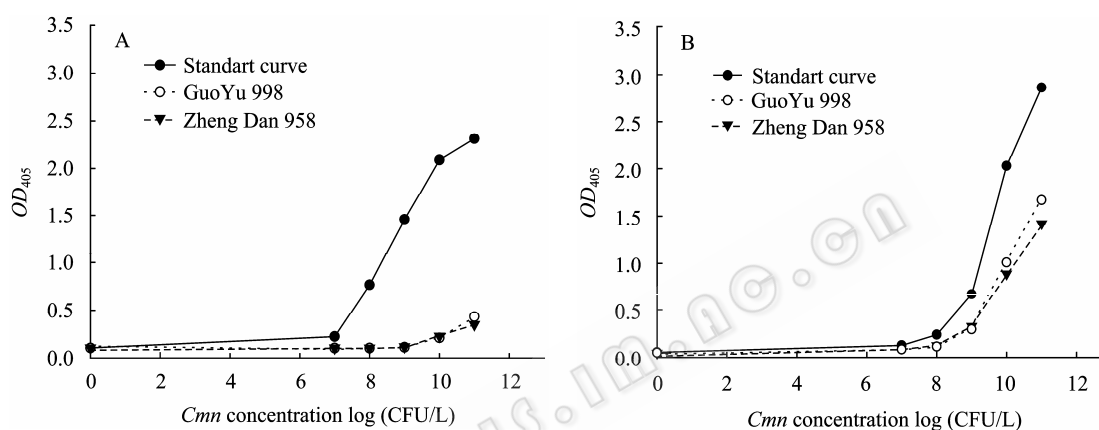 A
Standart curve
GuoYu 998
Zheng Dan 958
3.5
3.0
2.5
2.0
1.5
1.0
0.5
0.0
OD405
0 2 4 6 8 10 12
Cmn concentration log (CFU/L)
B
Standart curve
GuoYu 998
Zheng Dan 958
3.5
3.0
2.5
2.0
1.5
1.0
0.5
0.0
OD405
0 2 4 6 8 10 12
Cmn concentration log (CFU/L)
s.im.ac.cn